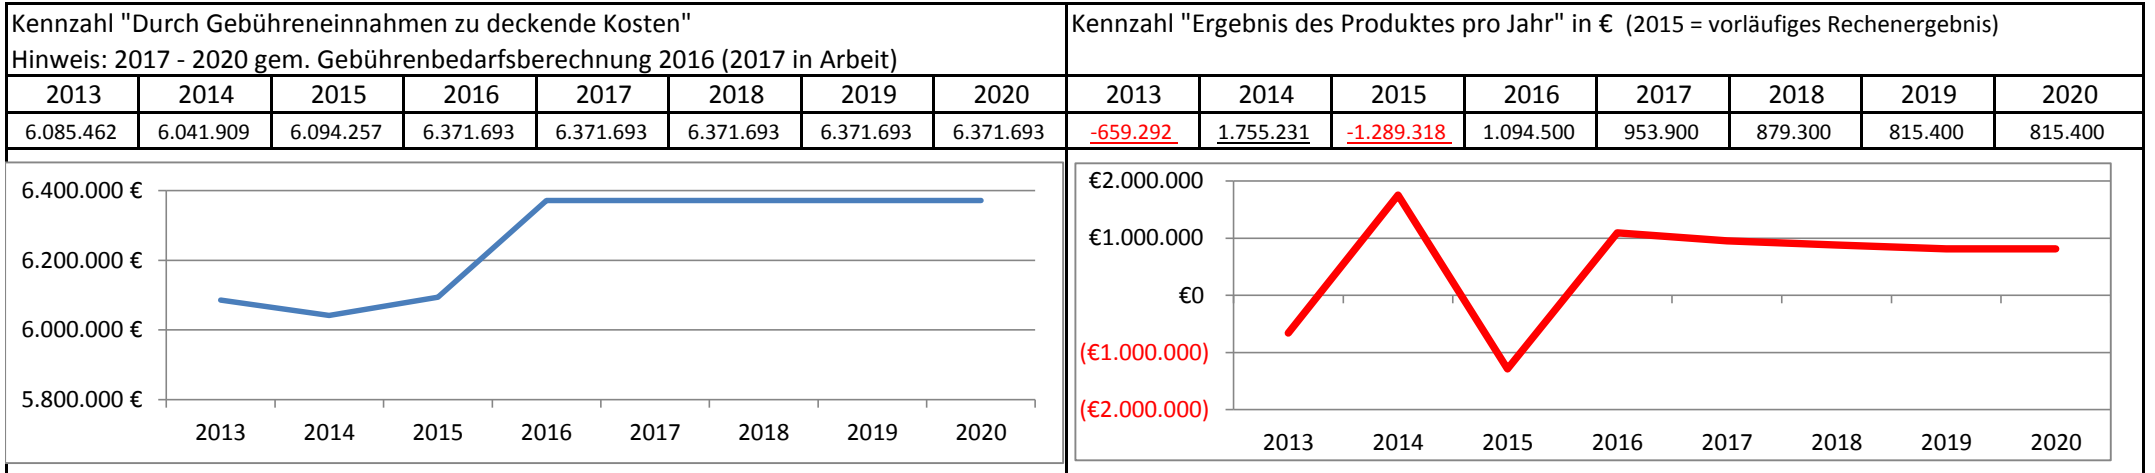 Kennzahl "Durch Gebühreneinnahmen zu deckende Kosten"
Hinweis: 2017 - 2020 gem. Gebührenbedarfsberechnung 2016 (2017 in Arbeit)
2013 2014 2015 2016 2017 2018 2019 2020
6.085.462 6.041.909 6.094.257 6.371.693 6.371.693 6.371.693 6.371.693 6.371.693
6.400.000 €
6.200.000 €
6.000.000 €
5.800.000 €
2013 2014 2015 2016 2017 2018 2019 2020
Kennzahl "Ergebnis des Produktes pro Jahr" in € (2015 = vorläufiges Rechenergebnis)
2013 2014 2015 2016 2017 2018 2019 2020
-659.292 1.755.231 -1.289.318 1.094.500 953.900 879.300 815.400 815.400
€2.000.000
€1.000.000
€0
(€1.000.000)
(€2.000.000)
2013 2014 2015 2016 2017 2018 2019 2020